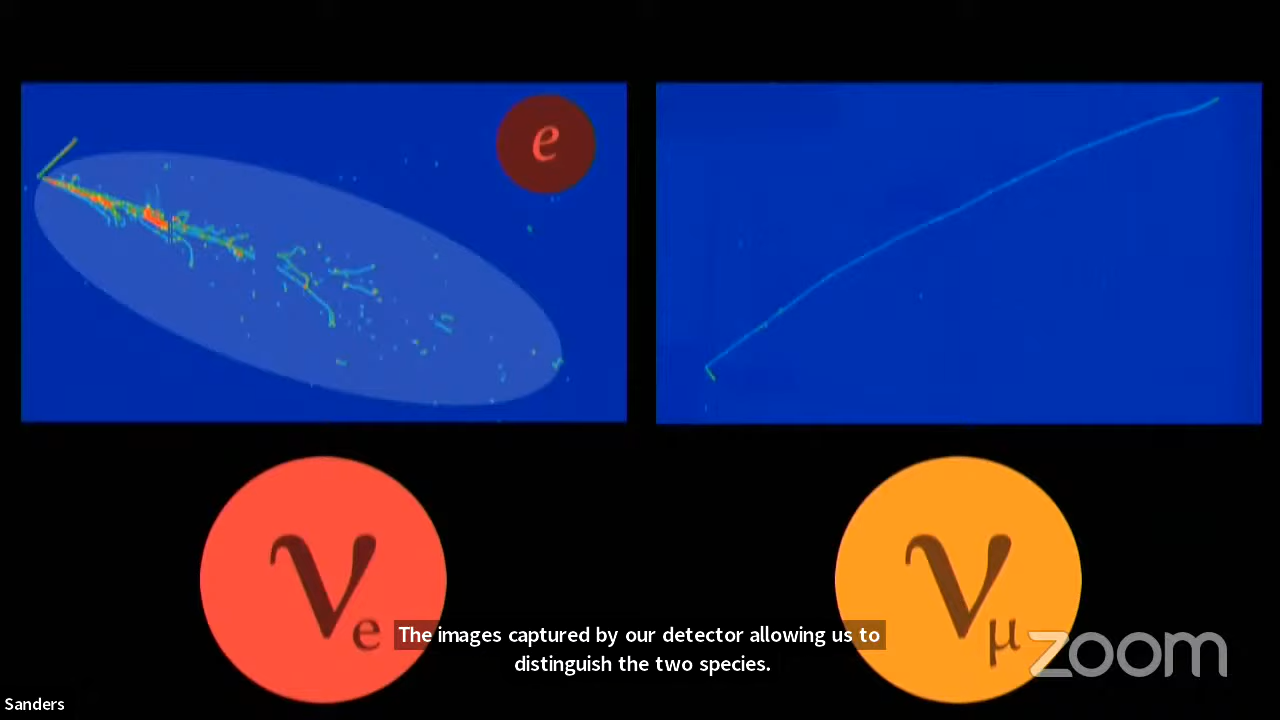 e
νe
νμ
The images captured by our detector allowing us to
distinguish the two species.
zoom
Sanders